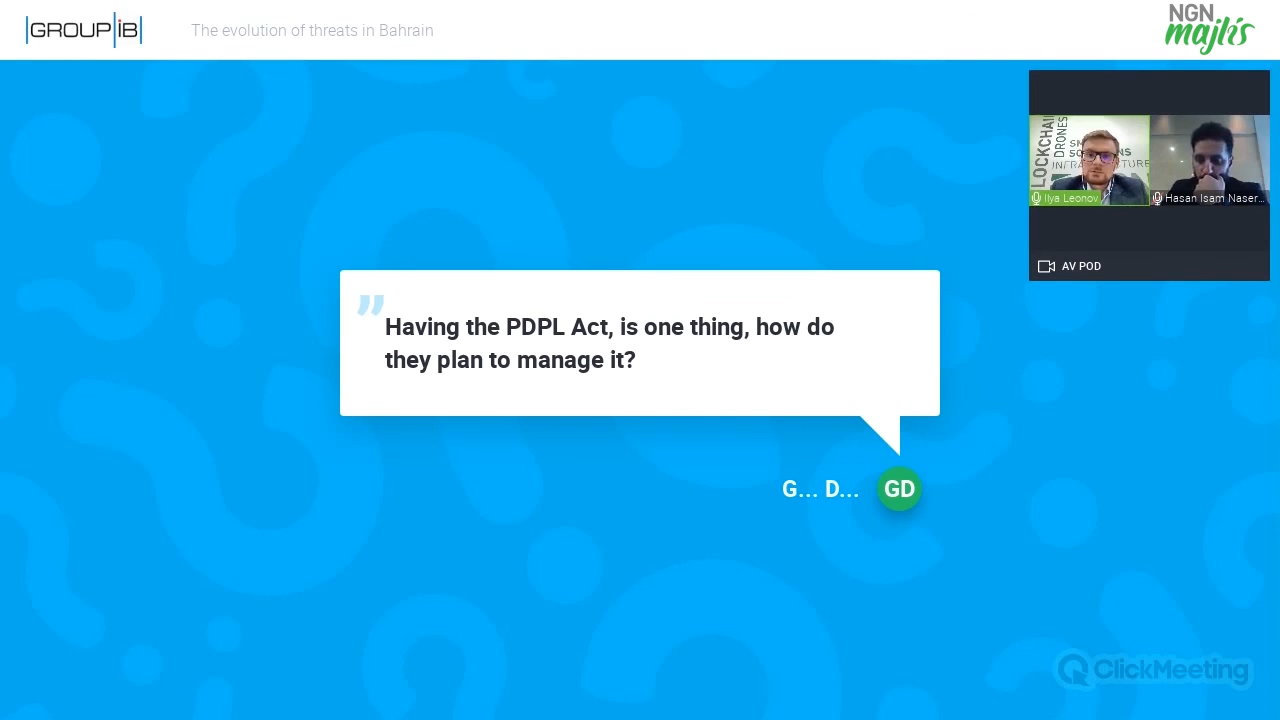 GROUP iB
The evolution of threats in Bahrain
NGN
majlis
LOCKCHAIN
DRONES
Ilya Leonov
Hasan Isam Naser...
AV POD
"
Having the PDPL Act, is one thing, how do
they plan to manage it?
G... D...
GD
ClickMeeting